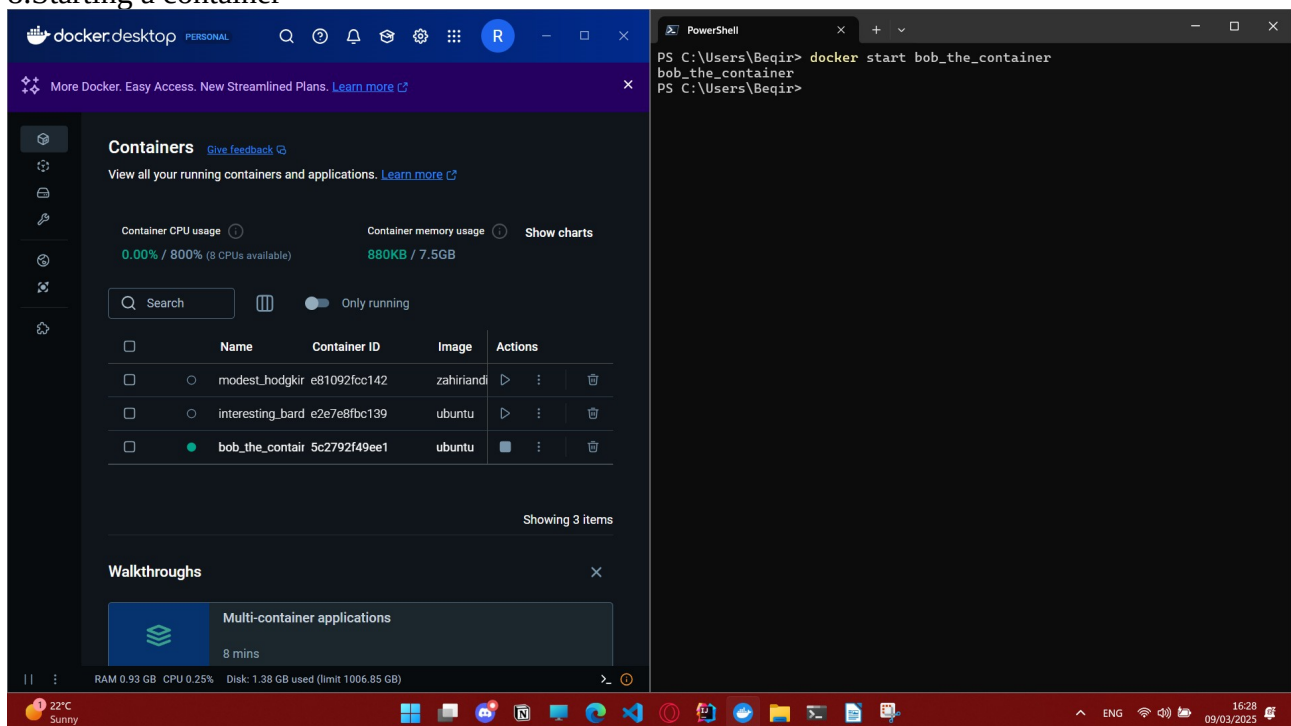 8.Starting a container
docker.desktop PERSONAL
R
More Docker. Easy Access. New Streamlined Plans. Learn more
Containers Give feedback
View all your running containers and applications. Learn more
Container CPU usage
0.00% / 800% (8 CPUs available)
Container memory usage
880KB / 7.5GB
Show charts
Search
Only running
Name Container ID Image Actions
modest_hodgkir e81092fcc142 zahiriandi
interesting_bard e2e7e8fbc139 ubuntu
bob_the_contair 5c2792f49ee1 ubuntu
Showing 3 items
Walkthroughs
Multi-container applications
8 mins
RAM 0.93 GB CPU 0.25% Disk: 1.38 GB used (limit 1006.85 GB)
PowerShell
PS C:\Users\Beqir> docker start bob_the_container
bob_the_container
PS C:\Users\Beqir>
1
22°C
Sunny
ENG
16:28
09/03/2025